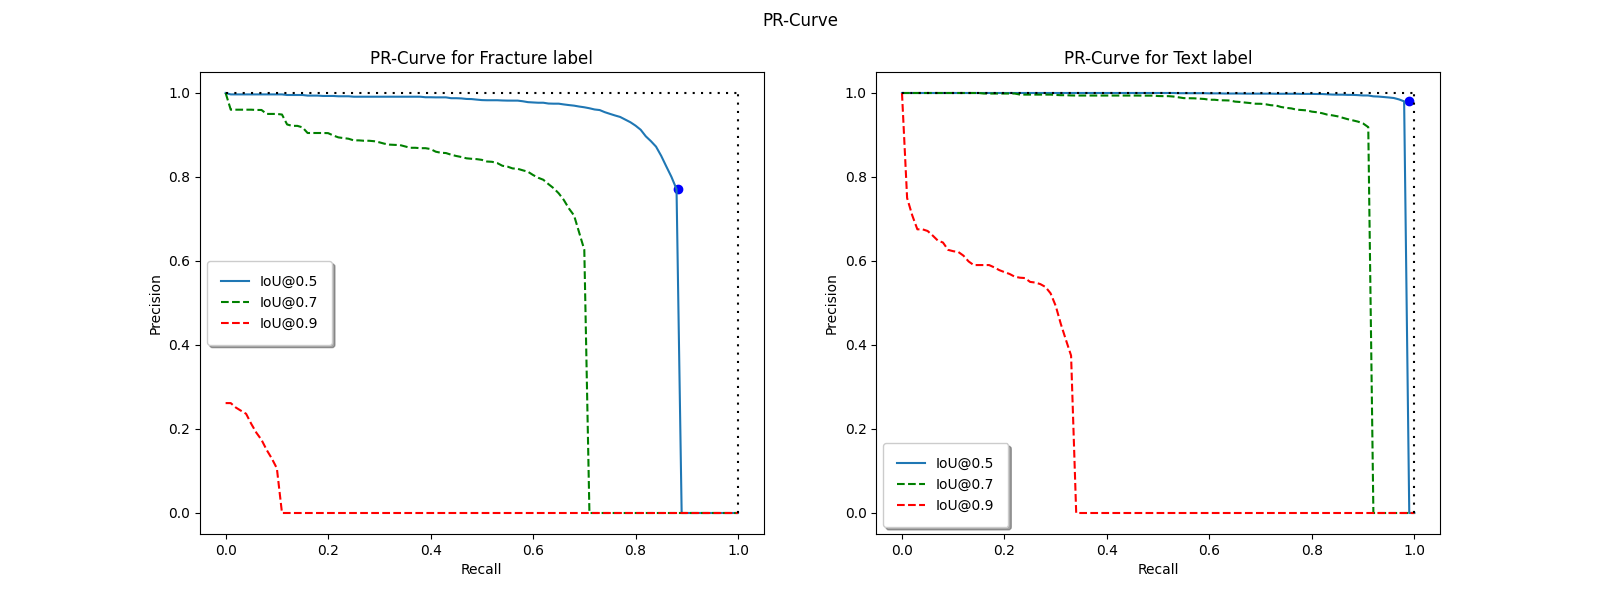 PR-Curve
PR-Curve for Fracture label
1.0
0.8
0.6
0.4
0.2
0.0
Precision
IoU@0.5
IoU@0.7
IoU@0.9
0.0 0.2 0.4 0.6 0.8 1.0
Recall
PR-Curve for Text label
1.0
0.8
0.6
0.4
0.2
0.0
Precision
IoU@0.5
IoU@0.7
IoU@0.9
0.0 0.2 0.4 0.6 0.8 1.0
Recall